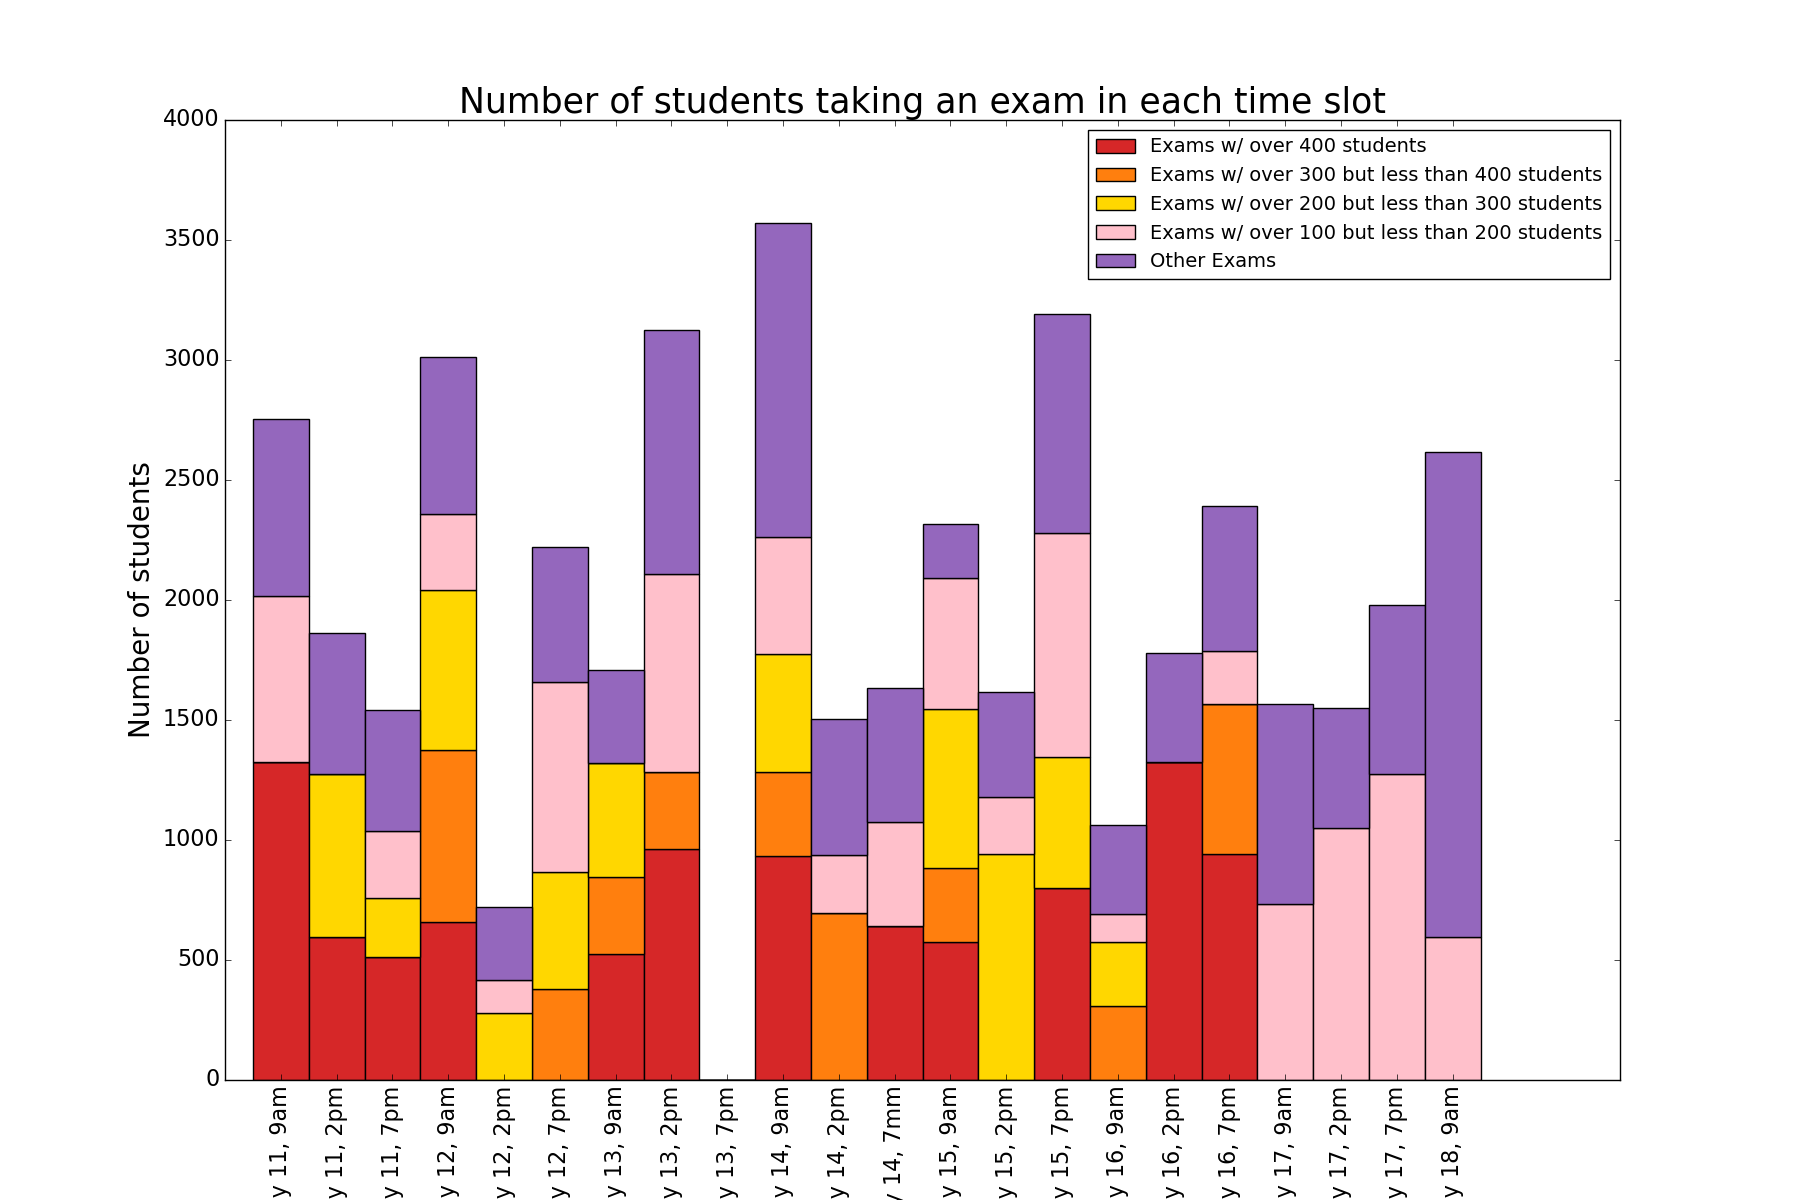 Number of students taking an exam in each time slot
Exams w/ over 400 students
Exams w/ over 300 but less than 400 students
Exams w/ over 200 but less than 300 students
Exams w/ over 100 but less than 200 students
Other Exams
Number of students
4000
3500
3000
2500
2000
1500
1000
500
0
y 11, 9am
y 11, 2pm
y 11, 7pm
y 12, 9am
y 12, 2pm
y 12, 7pm
y 13, 9am
y 13, 2pm
y 13, 7pm
y 14, 9am
y 14, 2pm
y 14, 7mm
y 15, 9am
y 15, 2pm
y 15, 7pm
y 16, 9am
y 16, 2pm
y 16, 7pm
y 17, 9am
y 17, 2pm
y 17, 7pm
y 18, 9am